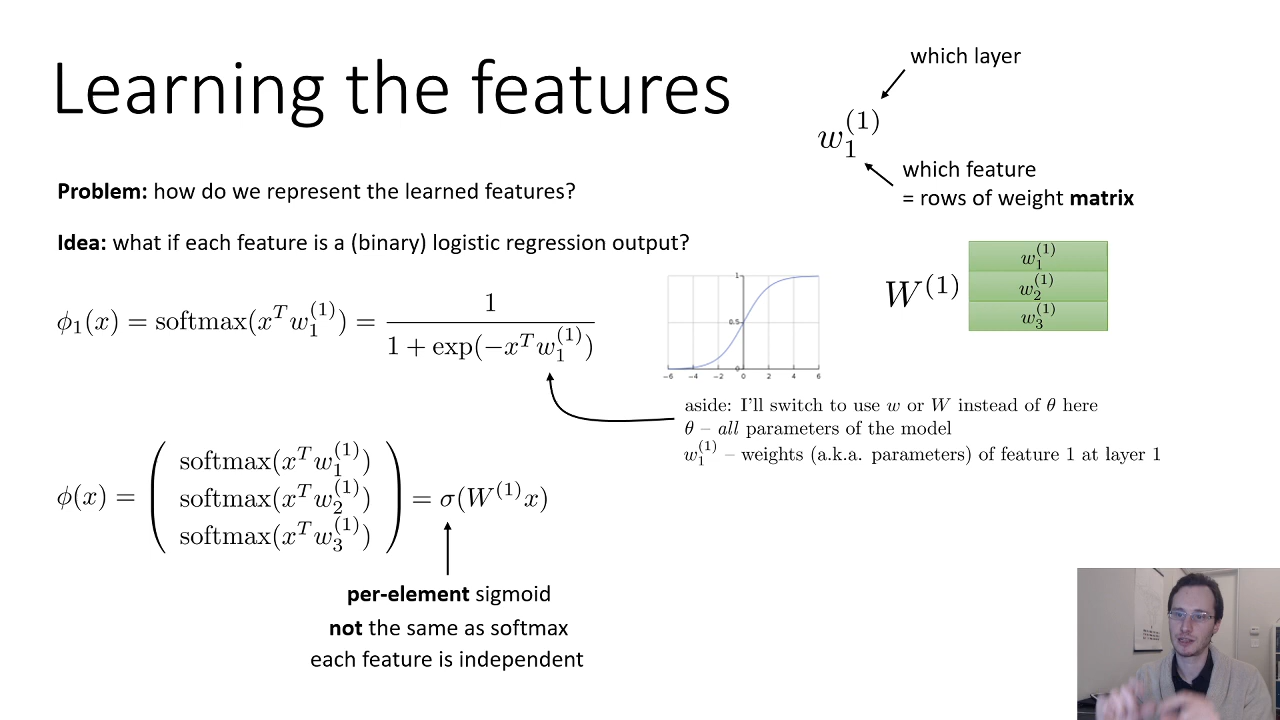 Learning the features
which layer
w_1^{(1)}
which feature
= rows of weight matrix
Problem: how do we represent the learned features?
Idea: what if each feature is a (binary) logistic regression output?
ϕ_1(x) = softmax(x^T w_1^{(1)}) = \frac{1}{1 + exp(−x^T w_1^{(1)})}
1
0.5
0
−6 −4 −2 0 2 4 6
W^{(1)}
w_1^{(1)}
w_2^{(1)}
w_3^{(1)}
aside: I'll switch to use w or W instead of θ here
θ – all parameters of the model
w_1^{(1)} – weights (a.k.a. parameters) of feature 1 at layer 1
ϕ(x) = ( softmax(x^T w_1^{(1)})
softmax(x^T w_2^{(1)})
softmax(x^T w_3^{(1)}) ) = σ(W^{(1)}x)
per-element sigmoid
not the same as softmax
each feature is independent